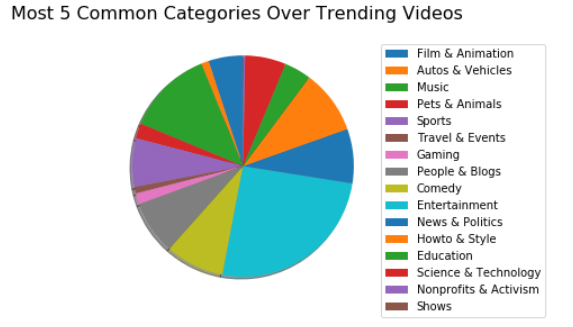 Most 5 Common Categories Over Trending Videos
Film & Animation
Autos & Vehicles
Music
Pets & Animals
Sports
Travel & Events
Gaming
People & Blogs
Comedy
Entertainment
News & Politics
Howto & Style
Education
Science & Technology
Nonprofits & Activism
Shows